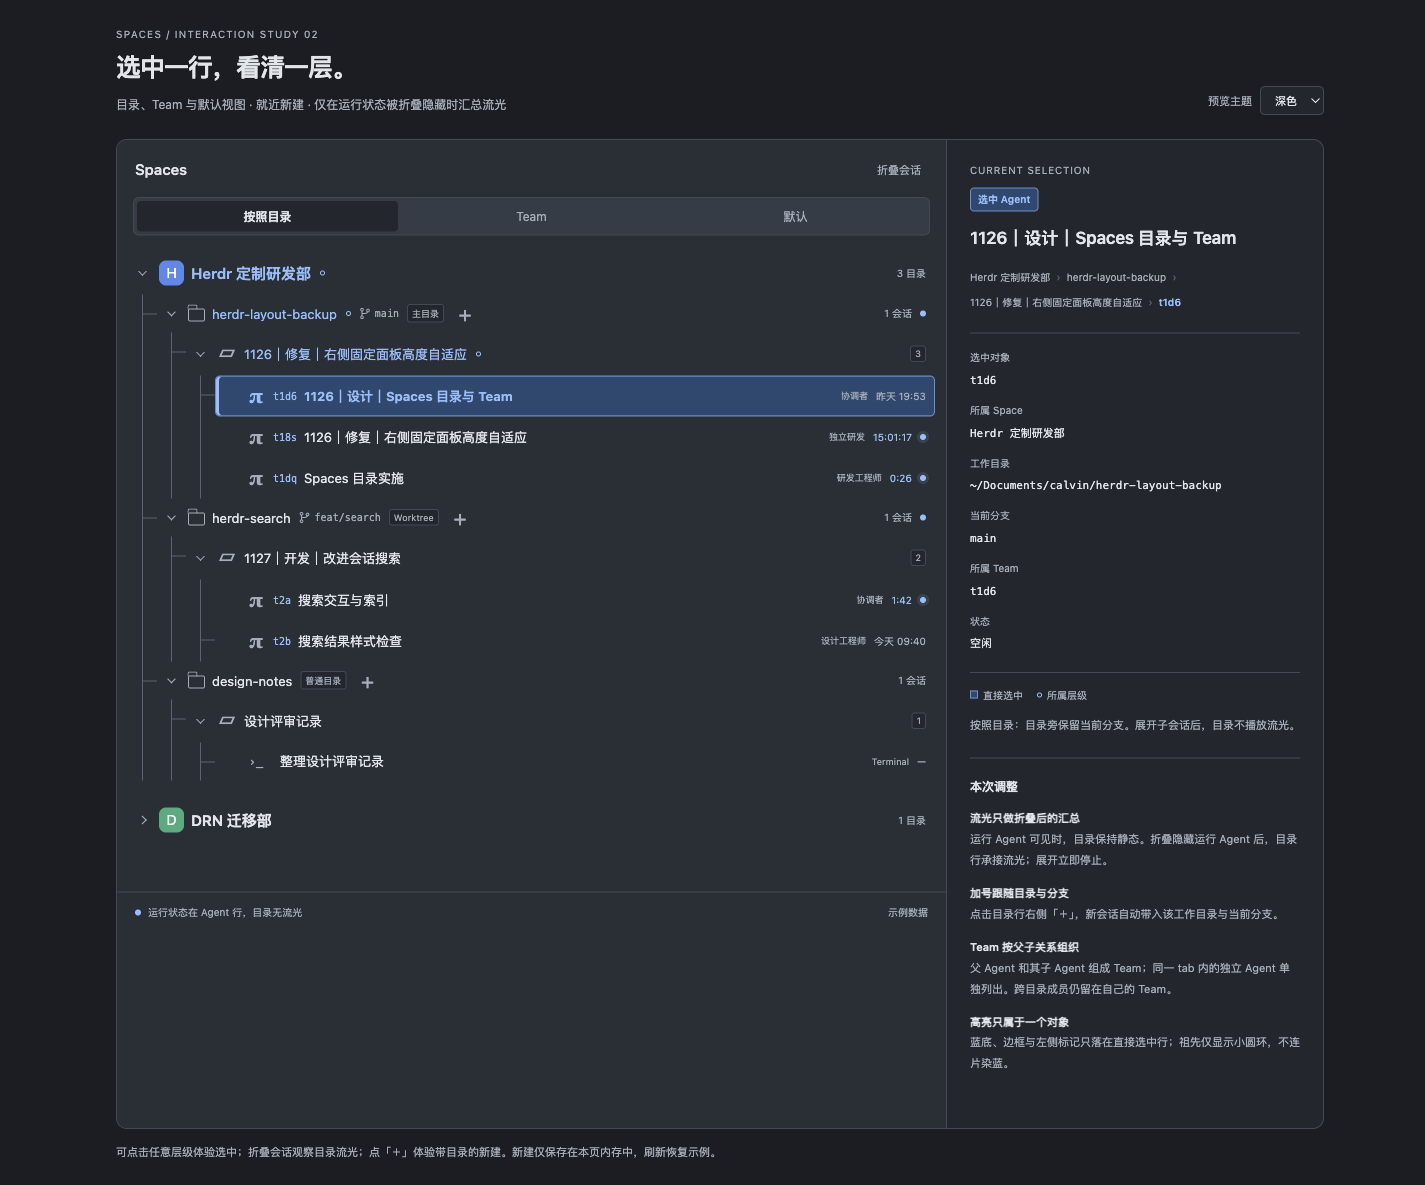 SPACES / INTERACTION STUDY 02
选中一行，看清一层。
目录、Team 与默认视图 · 就近新建 · 仅在运行状态被折叠隐藏时汇总流光
预览主题 深色
Spaces 折叠会话
按照目录 Team 默认
H Herdr 定制研发部 3 目录
herdr-layout-backup main 主目录 + 1 会话
1126｜修复｜右侧固定面板高度自适应 3
t1d6 1126｜设计｜Spaces 目录与 Team 协调者 昨天 19:53
t18s 1126｜修复｜右侧固定面板高度自适应 独立研发 15:01:17
t1dq Spaces 目录实施 研发工程师 0:26
herdr-search feat/search Worktree + 1 会话
1127｜开发｜改进会话搜索 2
t2a 搜索交互与索引 协调者 1:42
t2b 搜索结果样式检查 设计工程师 今天 09:40
design-notes 普通目录 + 1 会话
设计评审记录 1
›_ 整理设计评审记录 Terminal —
D DRN 迁移部 1 目录
运行状态在 Agent 行，目录无流光 示例数据
CURRENT SELECTION
选中 Agent
1126｜设计｜Spaces 目录与 Team
Herdr 定制研发部 › herdr-layout-backup ›
1126｜修复｜右侧固定面板高度自适应 › t1d6
选中对象
t1d6
所属 Space
Herdr 定制研发部
工作目录
~/Documents/calvin/herdr-layout-backup
当前分支
main
所属 Team
t1d6
状态
空闲
直接选中 所属层级
按照目录：目录旁保留当前分支。展开子会话后，目录不播放流光。
本次调整
流光只做折叠后的汇总
运行 Agent 可见时，目录保持静态。折叠隐藏运行 Agent 后，目录
行承接流光；展开立即停止。
加号跟随目录与分支
点击目录行右侧「＋」，新会话自动带入该工作目录与当前分支。
Team 按父子关系组织
父 Agent 和其子 Agent 组成 Team；同一 tab 内的独立 Agent 单
独列出。跨目录成员仍留在自己的 Team。
高亮只属于一个对象
蓝底、边框与左侧标记只落在直接选中行；祖先仅显示小圆环，不连
片染蓝。
可点击任意层级体验选中；折叠会话观察目录流光；点「＋」体验带目录的新建。新建仅保存在本页内存中，刷新恢复示例。